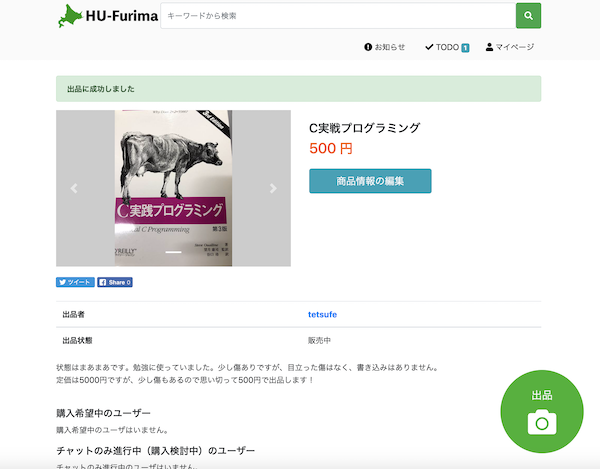 HU-Furima
キーワードから検索
お知らせ
TODO 1
マイページ
出品に成功しました
3rd Edition
C実践プログラミング
第3版
C Programming
O'REILLY
C実戦プログラミング
500 円
商品情報の編集
ツイート
Share 0
出品者 tetsufe
出品状態 販売中
状態はまあまあです。勉強に使っていました。少し傷ありですが、目立った傷はなく、書き込みはありません。
定価は5000円ですが、少し傷もあるので思い切って500円で出品します！
出品
購入希望中のユーザー
購入希望中のユーザはいません。
チャットのみ進行中（購入検討中）のユーザー
チャットのみ進行中のユーザはいません。